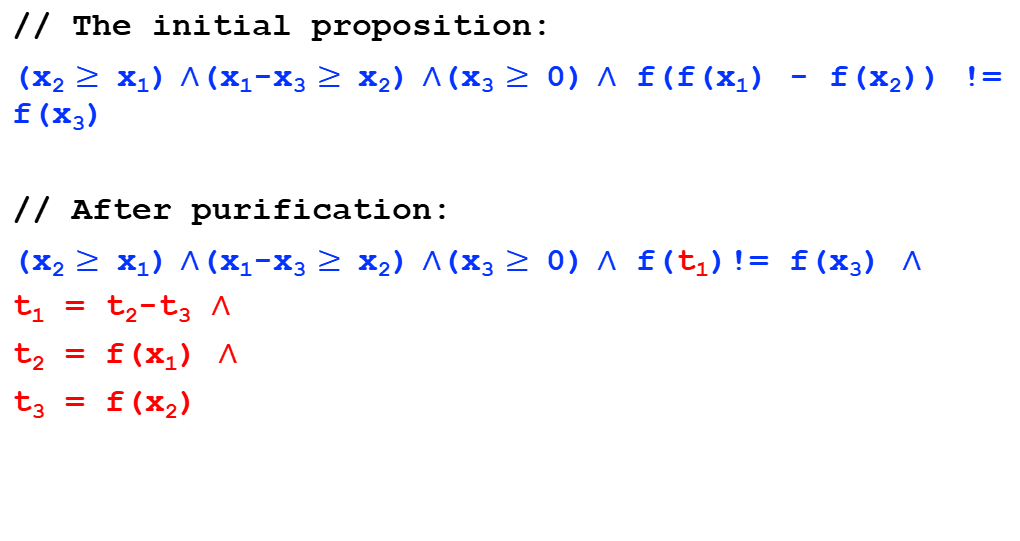 // The initial proposition:
(x₂ ≥ x₁) ∧(x₁-x₃ ≥ x₂) ∧(x₃ ≥ 0) ∧ f(f(x₁) - f(x₂)) !=
f(x₃)
// After purification:
(x₂ ≥ x₁) ∧(x₁-x₃ ≥ x₂) ∧(x₃ ≥ 0) ∧ f(t₁)!= f(x₃) ∧
t₁ = t₂-t₃ ∧
t₂ = f(x₁) ∧
t₃ = f(x₂)